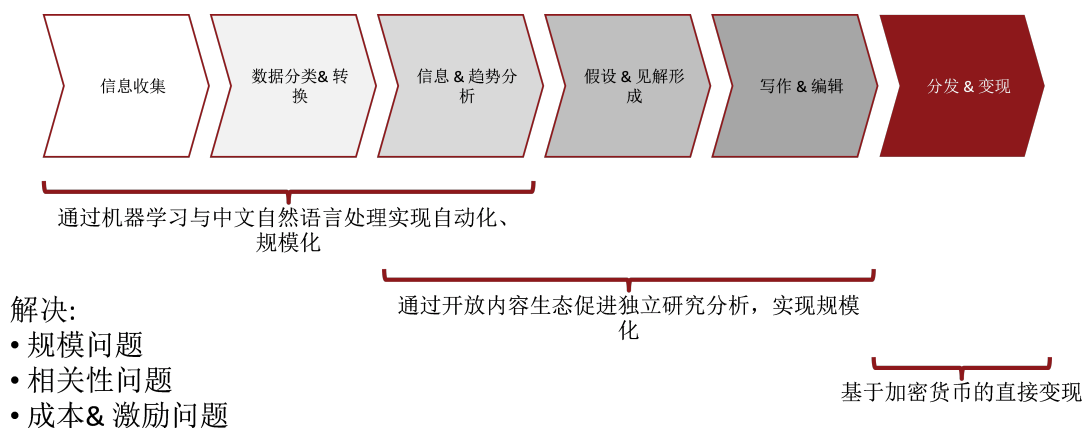 信息收集
数据分类& 转
换
信息 & 趋势分
析
假设 & 见解形
成
写作 & 编辑
分发 & 变现
通过机器学习与中文自然语言处理实现自动化、
规模化
通过开放内容生态促进独立研究分析，实现规模
化
解决:
• 规模问题
• 相关性问题
• 成本& 激励问题
基于加密货币的直接变现